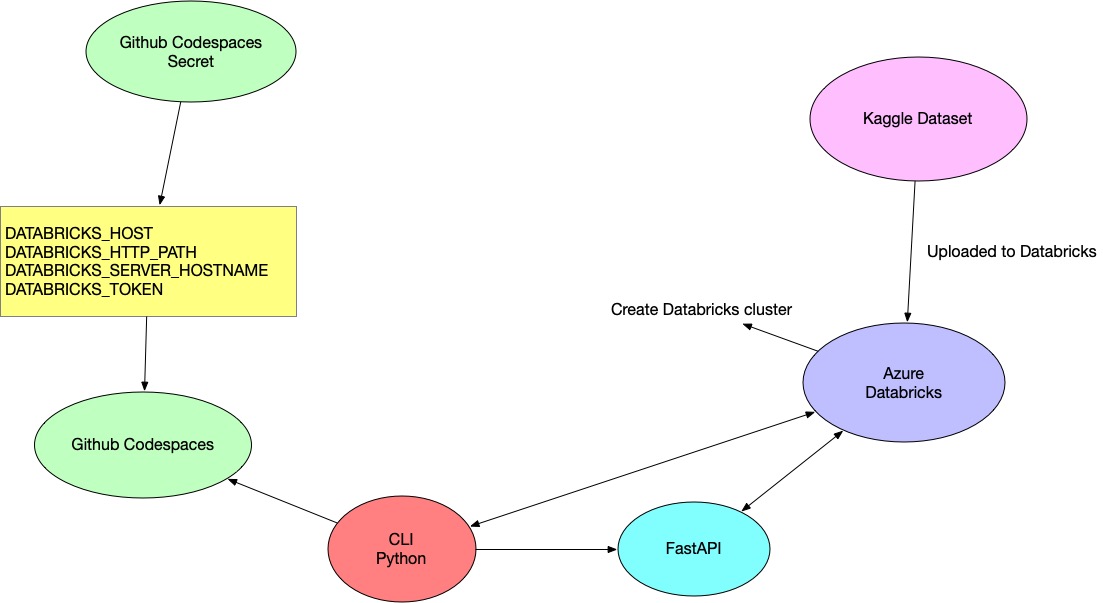 Github Codespaces
Secret
Kaggle Dataset
DATABRICKS_HOST
DATABRICKS_HTTP_PATH
DATABRICKS_SERVER_HOSTNAME
DATABRICKS_TOKEN
Uploaded to Databricks
Create Databricks cluster
Azure
Databricks
Github Codespaces
CLI
Python
FastAPI